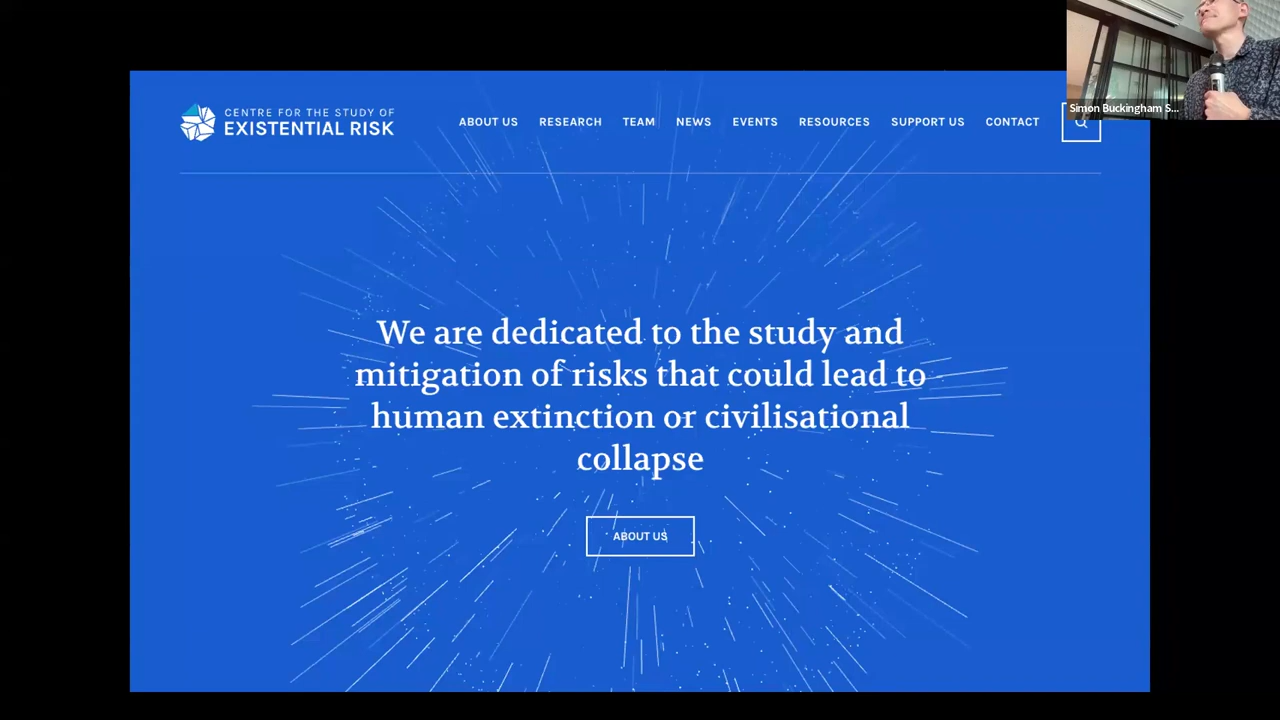 CENTRE FOR THE STUDY OF
EXISTENTIAL RISK
ABOUT US RESEARCH TEAM NEWS EVENTS RESOURCES SUPPORT US CONTACT
Simon Buckingham S...
We are dedicated to the study and
mitigation of risks that could lead to
human extinction or civilisational
collapse
ABOUT US